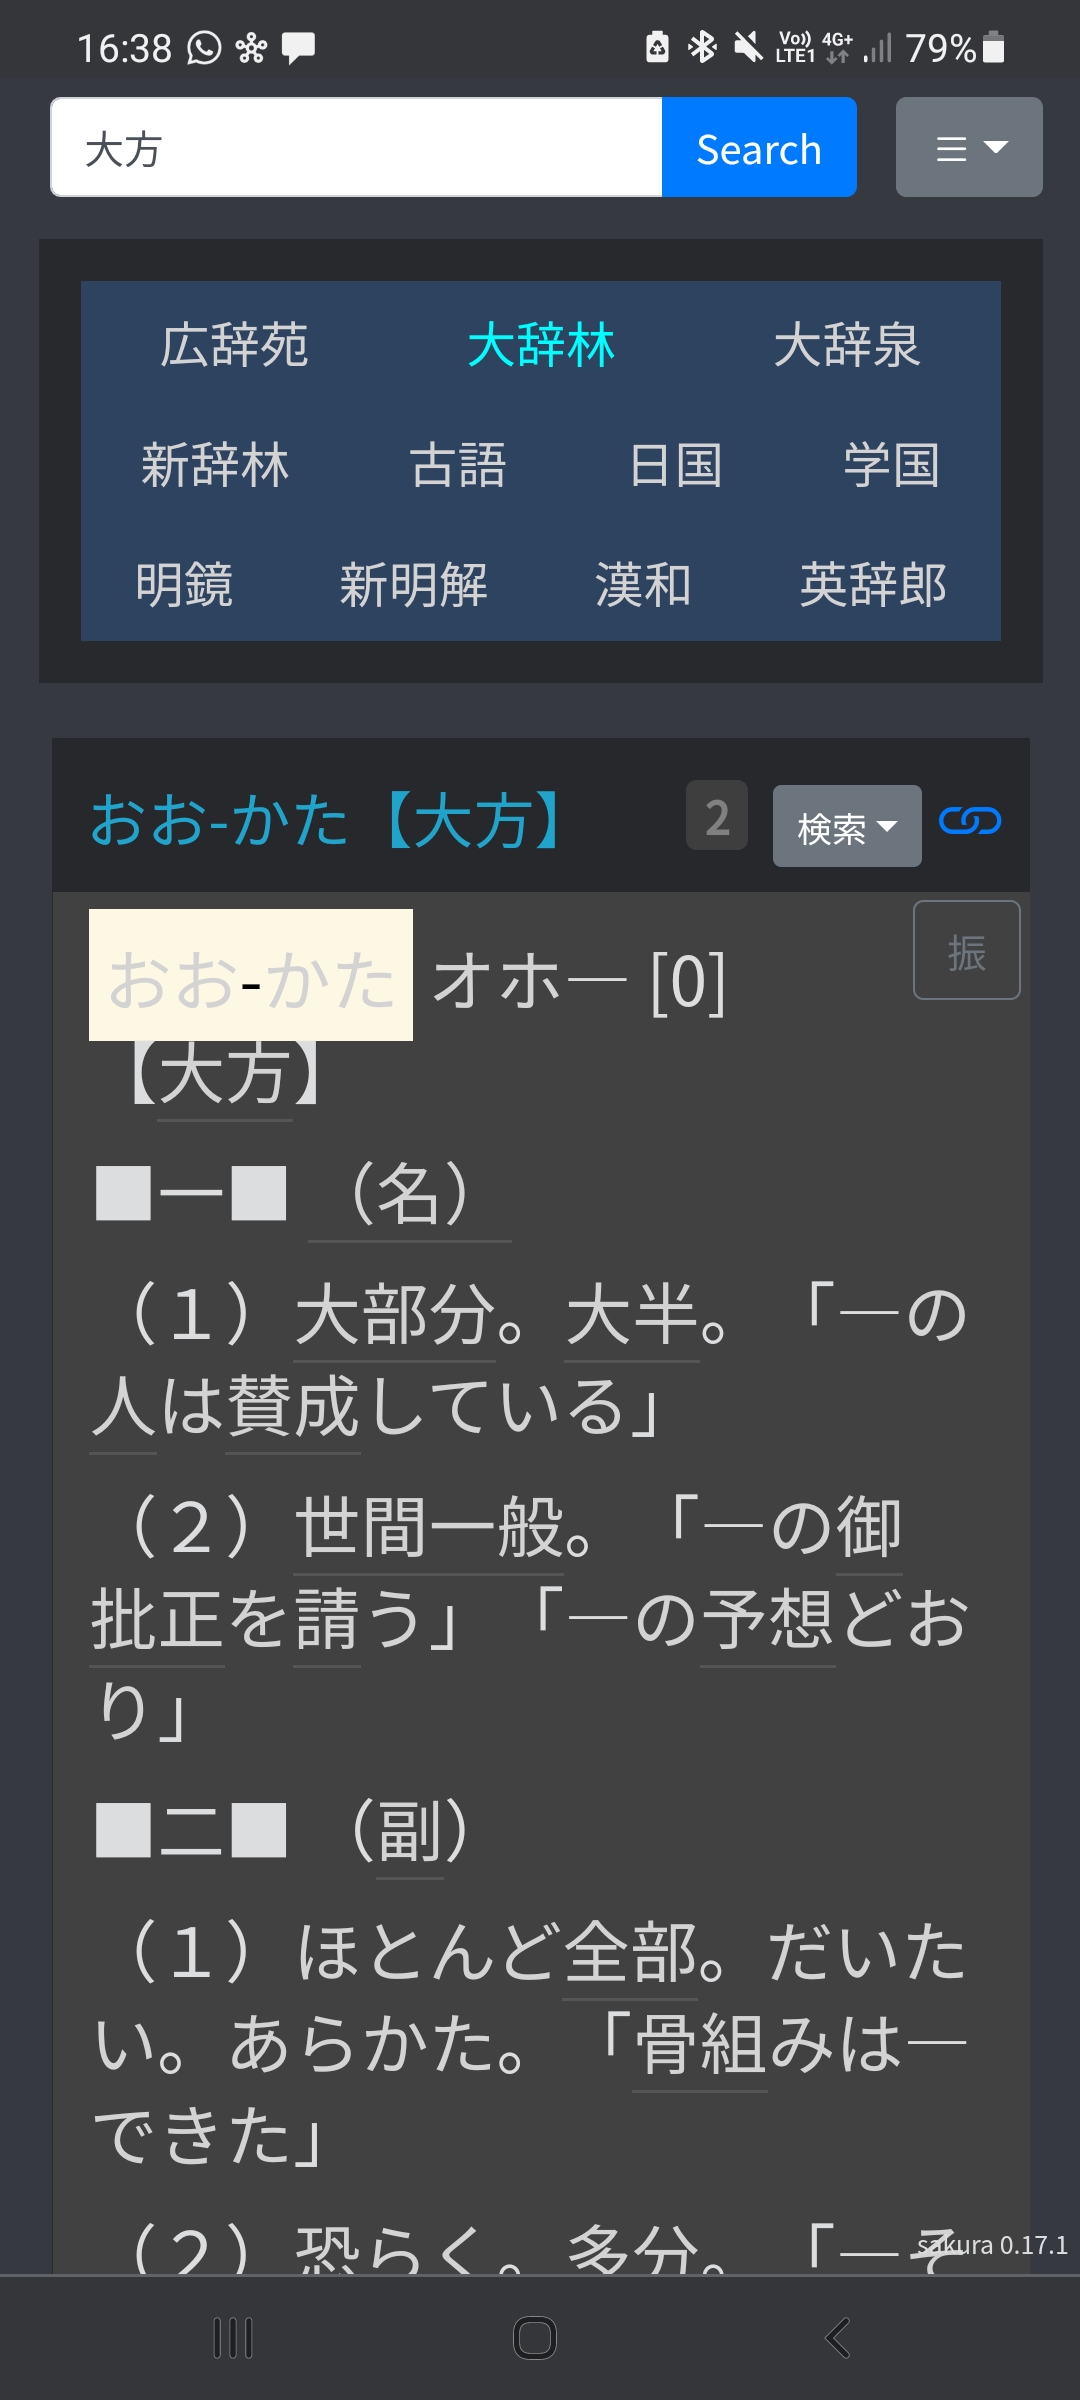 16:38 Vo)) LTE1 4G+ 79%
大方 Search
広辞苑 大辞林 大辞泉
新辞林 古語 日国 学国
明鏡 新明解 漢和 英辞郎
おお-かた【大方】 2 検索
おお-かた オホ― [0] 振
【大方】
■一■ （名）
（１）大部分。大半。「―の
人は賛成している」
（２）世間一般。「―の御
批正を請う」「―の予想どお
り」
■二■ （副）
（１）ほとんど全部。だいた
い。あらかた。「骨組みは―
できた」
（２）恐らく。多分。「―そ
sakura 0.17.1